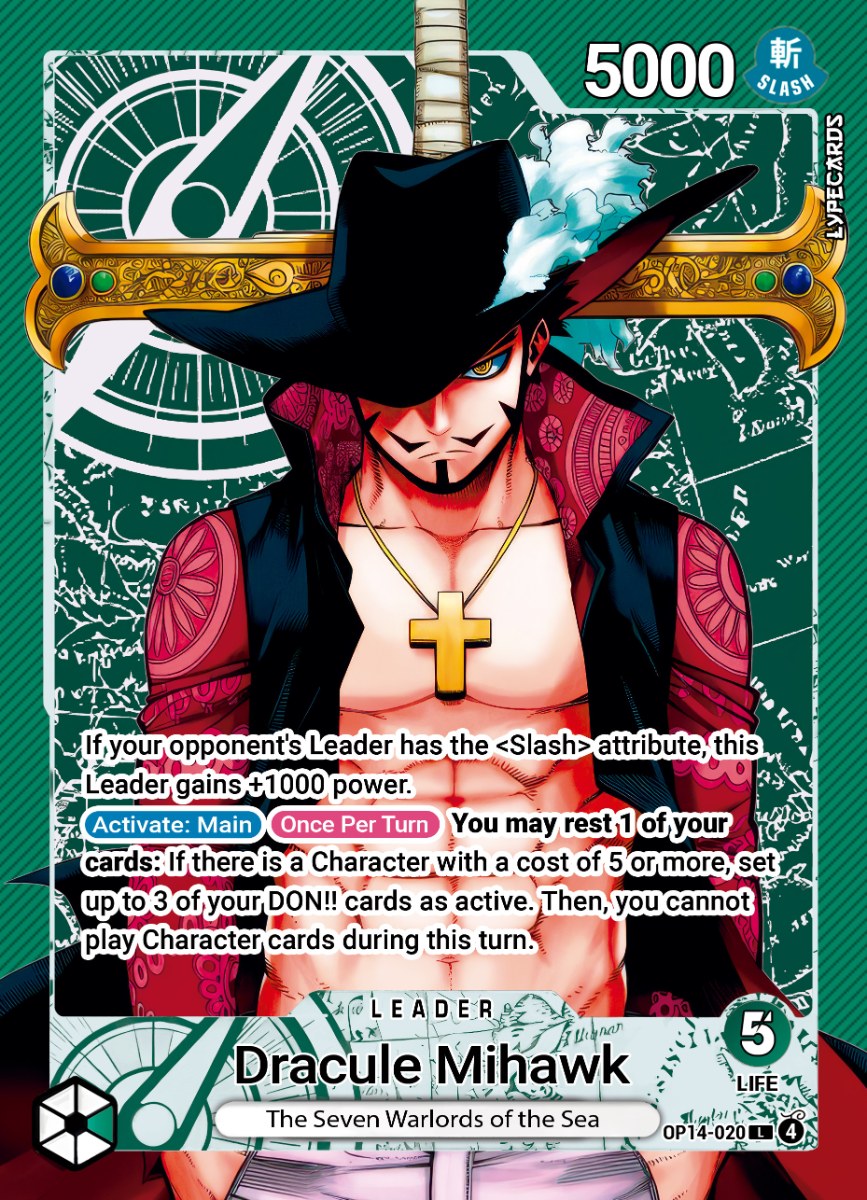 5000
斬
SLASH
LYPECARDS
If your opponent's Leader has the <Slash> attribute, this
Leader gains +1000 power.
Activate: Main Once Per Turn You may rest 1 of your
cards: If there is a Character with a cost of 5 or more, set
up to 3 of your DON!! cards as active. Then, you cannot
play Character cards during this turn.
LEADER
5
Dracule Mihawk
LIFE
The Seven Warlords of the Sea
OP14-020 L 4